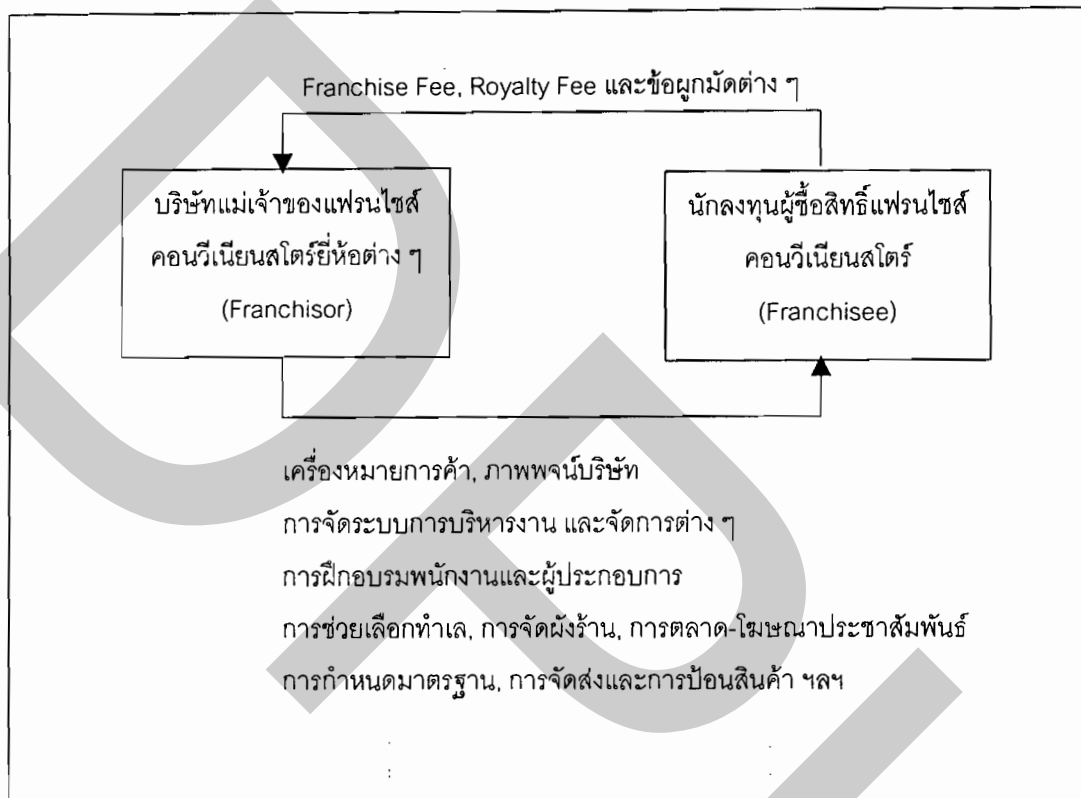 Franchise Fee, Royalty Fee และข้อผูกมัดต่าง ๆ
บริษัทแม่เจ้าของแฟรนไชส์
คอนวีเนียนสโตร์ยี่ห้อต่าง ๆ
(Franchisor)
นักลงทุนผู้ซื้อสิทธิ์แฟรนไชส์
คอนวีเนียนสโตร์
(Franchisee)
เครื่องหมายการค้า, ภาพพจน์บริษัท
การจัดระบบการบริหารงาน และจัดการต่าง ๆ
การฝึกอบรมพนักงานและผู้ประกอบการ
การช่วยเลือกทำเล, การจัดผังร้าน, การตลาด-โฆษณาประชาสัมพันธ์
การกำหนดมาตรฐาน, การจัดส่งและการป้อนสินค้า ฯลฯ